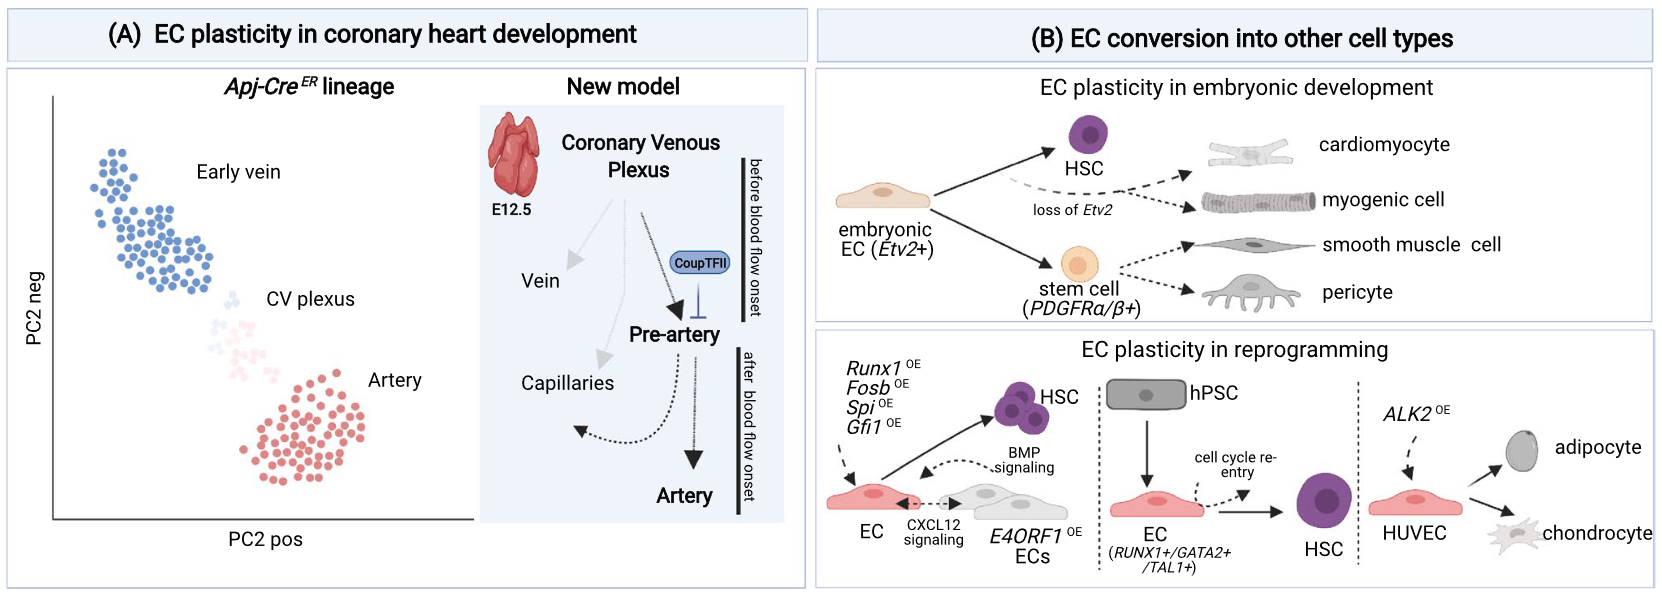 (A) EC plasticity in coronary heart development
Apj-Cre ER lineage
PC2 neg
Early vein
CV plexus
Artery
PC2 pos
New model
E12.5
Coronary Venous
Plexus
before blood flow onset
CoupTFII
Vein
Pre-artery
Capillaries
after blood flow onset
Artery
(B) EC conversion into other cell types
EC plasticity in embryonic development
embryonic
EC (Etv2+)
HSC
loss of Etv2
stem cell
(PDGFRα/β+)
cardiomyocyte
myogenic cell
smooth muscle cell
pericyte
EC plasticity in reprogramming
Runx1 OE
Fosb OE
Spi OE
Gfi1 OE
HSC
BMP
signaling
EC
CXCL12
signaling
E4ORF1 OE
ECs
hPSC
cell cycle re-
entry
EC
(RUNX1+/GATA2+
/TAL1+)
HSC
ALK2 OE
HUVEC
adipocyte
chondrocyte